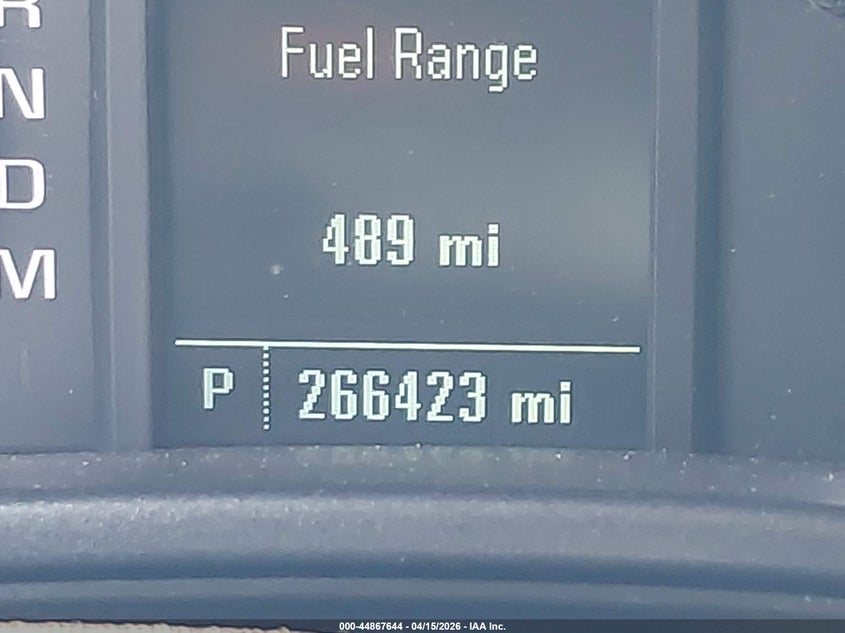 R
N
D
M
Fuel Range
489 mi
P 266423 mi
000-44867644 - 04/15/2026 - IAA Inc.